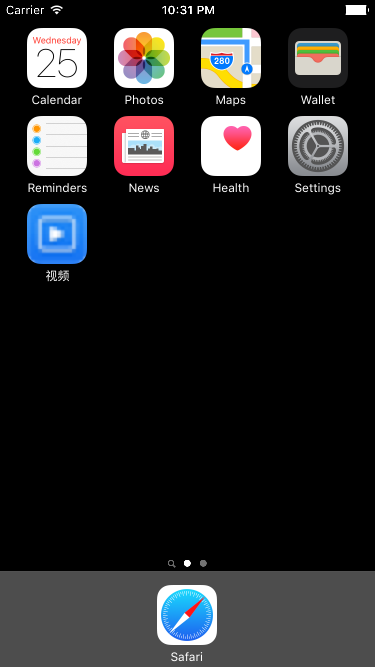 Carrier 10:31 PM
Wednesday
25
280
Calendar Photos Maps Wallet
Reminders News Health Settings
视频
Safari